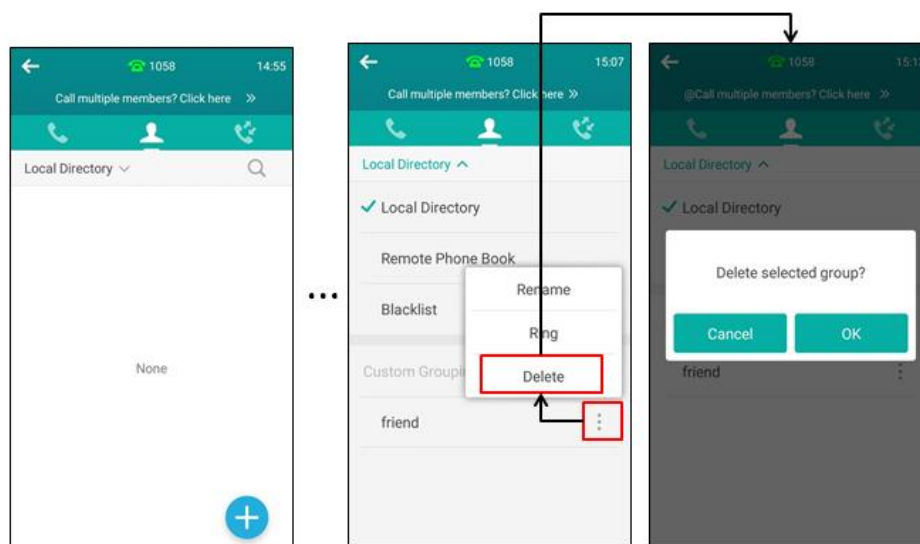 1058 14:55
Call multiple members? Click here »
Local Directory
None
1058 15:07
Call multiple members? Click here »
Local Directory
Local Directory
Remote Phone Book
Blacklist
Rename
Ring
Delete
friend
1058
@Call multiple members? Click here »
Local Directory
Local Directory
Delete selected group?
Cancel OK
friend